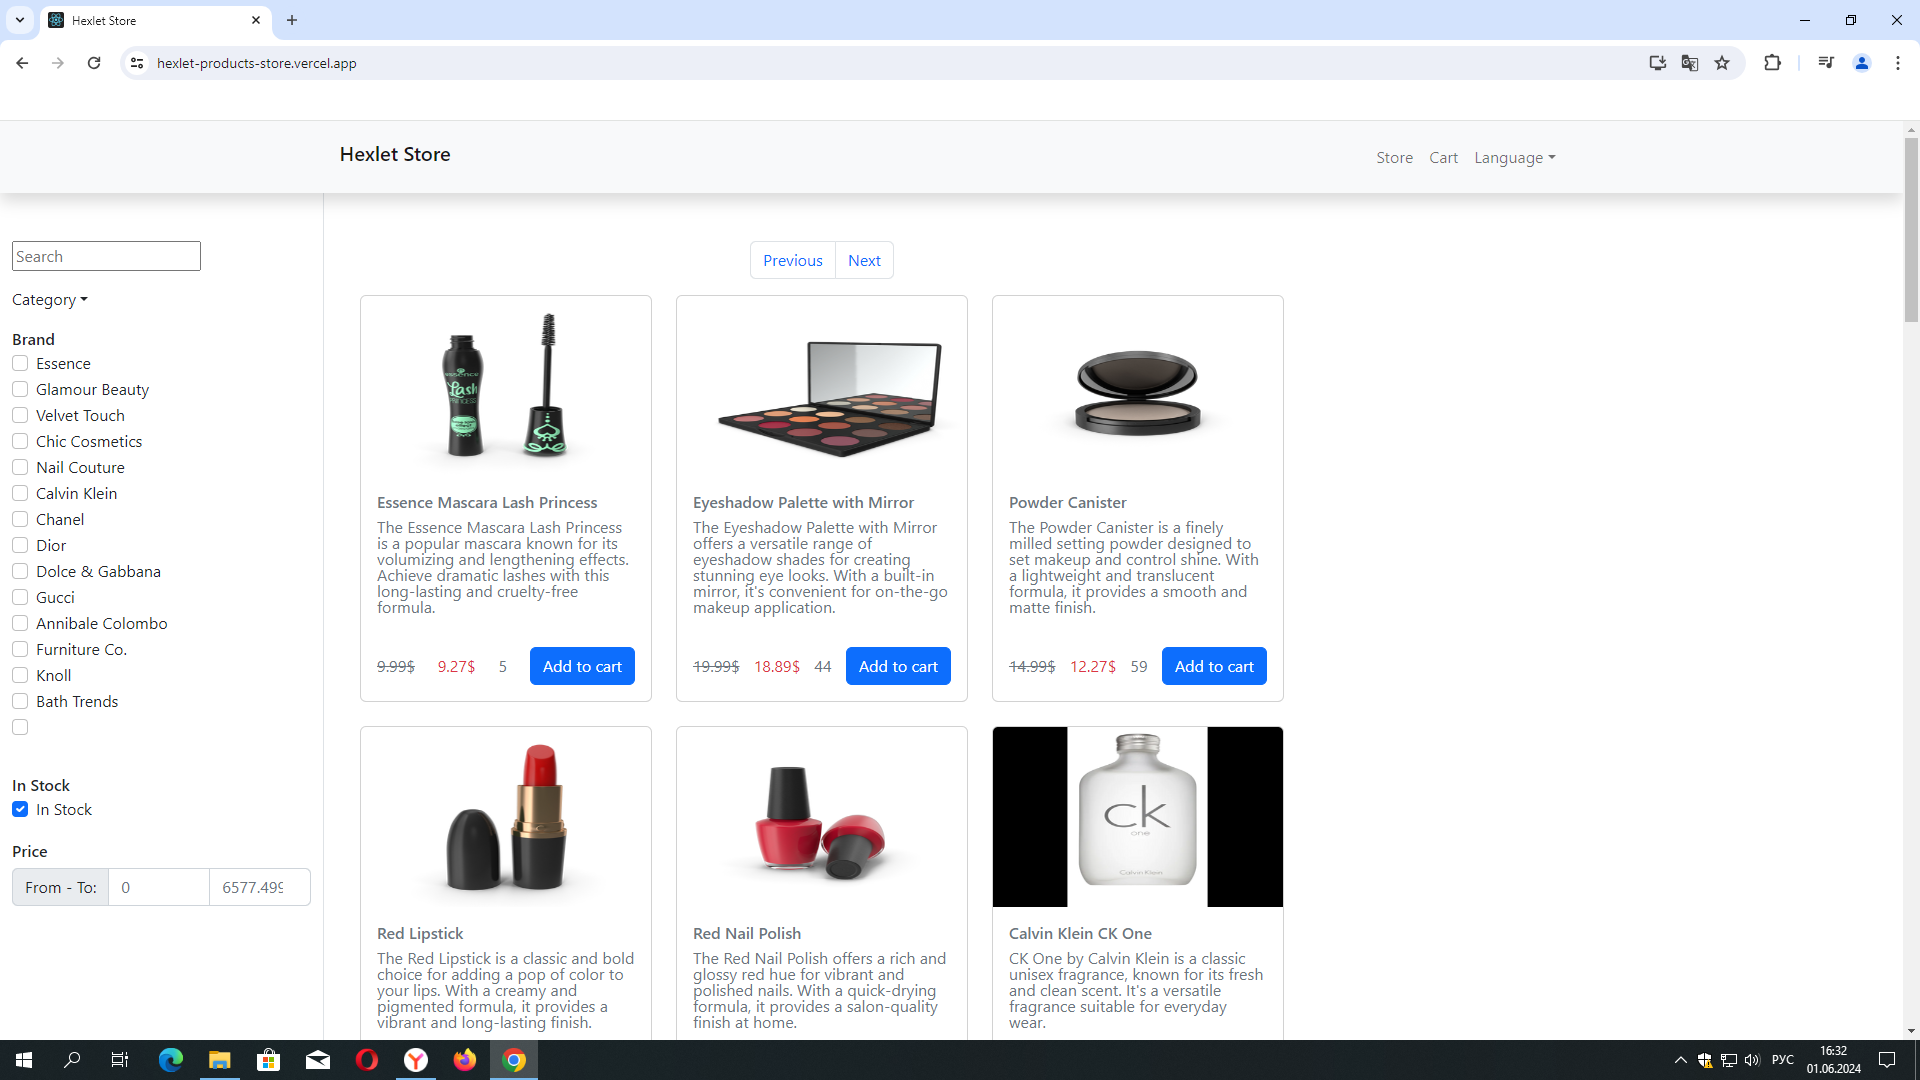 Hexlet Store
hexlet-products-store.vercel.app
Hexlet Store
Store
Cart
Language
Search
Category
Brand
Essence
Glamour Beauty
Velvet Touch
Chic Cosmetics
Nail Couture
Calvin Klein
Chanel
Dior
Dolce & Gabbana
Gucci
Annibale Colombo
Furniture Co.
Knoll
Bath Trends
In Stock
In Stock
Price
From - To:
0
6577.499
Previous
Next
essence
Lash
PRINCESS
Essence Mascara Lash Princess
The Essence Mascara Lash Princess
is a popular mascara known for its
volumizing and lengthening effects.
Achieve dramatic lashes with this
long-lasting and cruelty-free
formula.
9.99$ 9.27$ 5 Add to cart
Eyeshadow Palette with Mirror
The Eyeshadow Palette with Mirror
offers a versatile range of
eyeshadow shades for creating
stunning eye looks. With a built-in
mirror, it's convenient for on-the-go
makeup application.
19.99$ 18.89$ 44 Add to cart
Powder Canister
The Powder Canister is a finely
milled setting powder designed to
set makeup and control shine. With
a lightweight and translucent
formula, it provides a smooth and
matte finish.
14.99$ 12.27$ 59 Add to cart
Red Lipstick
The Red Lipstick is a classic and bold
choice for adding a pop of color to
your lips. With a creamy and
pigmented formula, it provides a
vibrant and long-lasting finish.
Red Nail Polish
The Red Nail Polish offers a rich and
glossy red hue for vibrant and
polished nails. With a quick-drying
formula, it provides a salon-quality
finish at home.
ck
one
Calvin Klein
Calvin Klein CK One
CK One by Calvin Klein is a classic
unisex fragrance, known for its fresh
and clean scent. It's a versatile
fragrance suitable for everyday
wear.
РУС
16:32
01.06.2024